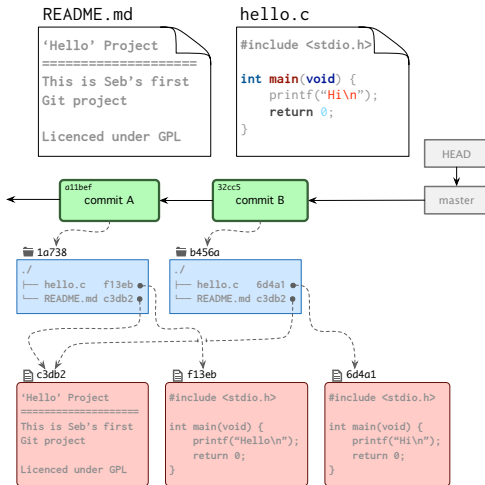 README.md
‘Hello’ Project
=====================
This is Seb’s first
Git project
Licenced under GPL
hello.c
#include <stdio.h>
int main(void) {
printf(“Hi\n”);
return 0;
}
HEAD
master
a11bef
commit A
32cc5
commit B
1a738
./
├── hello.c f13eb
└── README.md c3db2
b456a
./
├── hello.c 6d4a1
└── README.md c3db2
c3db2
‘Hello’ Project
=====================
This is Seb’s first
Git project
Licenced under GPL
f13eb
#include <stdio.h>
int main(void) {
printf(“Hello\n”);
return 0;
}
6d4a1
#include <stdio.h>
int main(void) {
printf(“Hi\n”);
return 0;
}